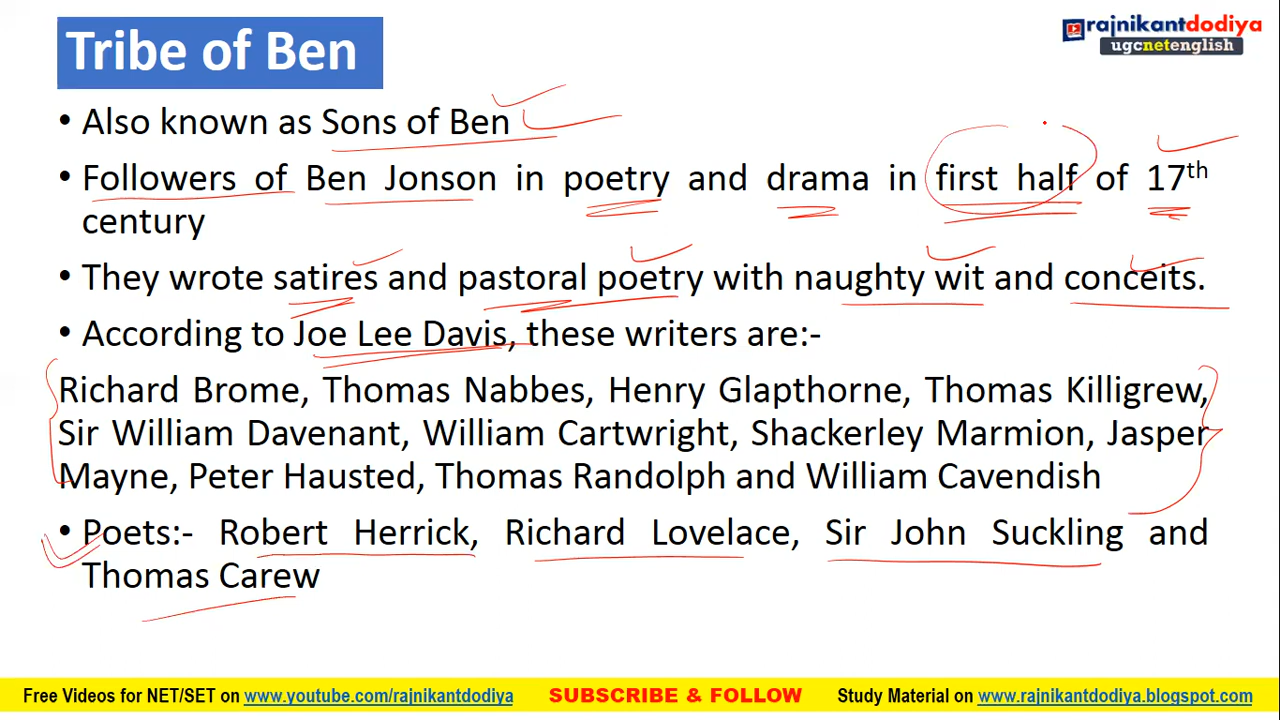 Tribe of Ben
rajnikantdodiya
ugcnetenglish
• Also known as Sons of Ben
• Followers of Ben Jonson in poetry and drama in first half of 17th
century
• They wrote satires and pastoral poetry with naughty wit and conceits.
• According to Joe Lee Davis, these writers are:-
Richard Brome, Thomas Nabbes, Henry Glapthorne, Thomas Killigrew,
Sir William Davenant, William Cartwright, Shackerley Marmion, Jasper
Mayne, Peter Hausted, Thomas Randolph and William Cavendish
• Poets:- Robert Herrick, Richard Lovelace, Sir John Suckling and
Thomas Carew
Free Videos for NET/SET on www.youtube.com/rajnikantdodiya SUBSCRIBE & FOLLOW Study Material on www.rajnikantdodiya.blogspot.com